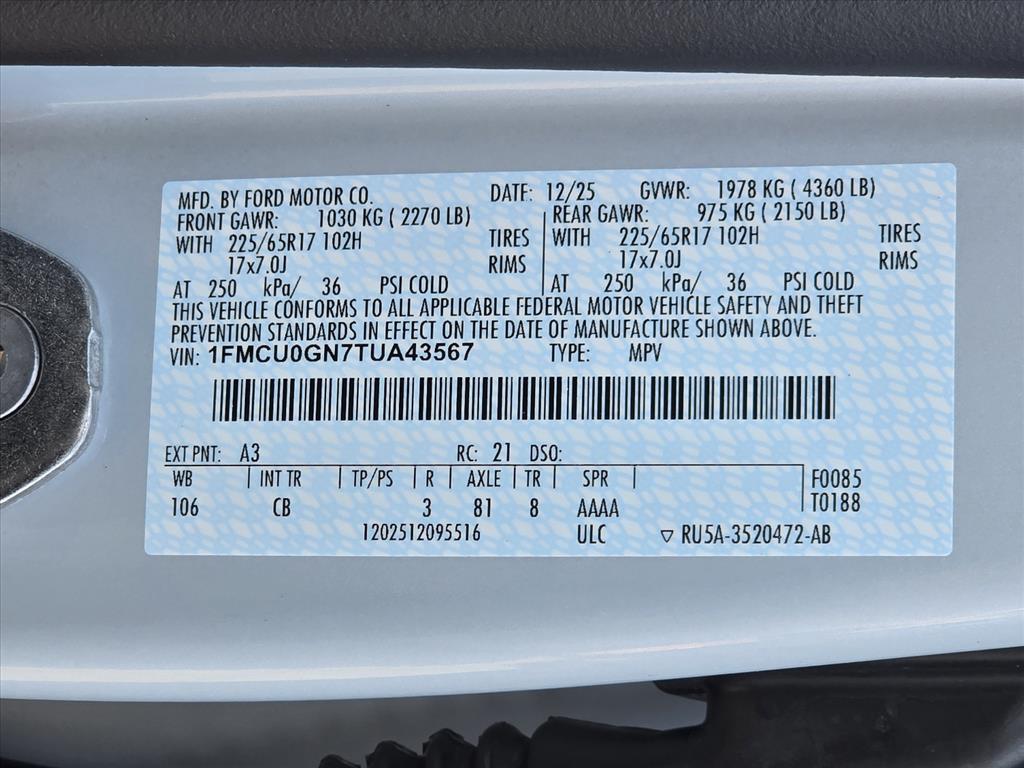 MFD. BY FORD MOTOR CO. DATE: 12/25 GVWR: 1978 KG ( 4360 LB)
FRONT GAWR: 1030 KG ( 2270 LB) REAR GAWR: 975 KG ( 2150 LB)
WITH 225/65R17 102H TIRES WITH 225/65R17 102H TIRES
17x7.0J RIMS 17x7.0J RIMS
AT 250 kPa/ 36 PSI COLD AT 250 kPa/ 36 PSI COLD
THIS VEHICLE CONFORMS TO ALL APPLICABLE FEDERAL MOTOR VEHICLE SAFETY AND THEFT
PREVENTION STANDARDS IN EFFECT ON THE DATE OF MANUFACTURE SHOWN ABOVE.
VIN: 1FMCU0GN7TUA43567 TYPE: MPV
EXT PNT: A3 RC: 21 DSO:
WB INT TR TP/PS R AXLE TR SPR F0085
106 CB 3 81 8 AAAA T0188
1202512095516 ULC ▽ RU5A-3520472-AB